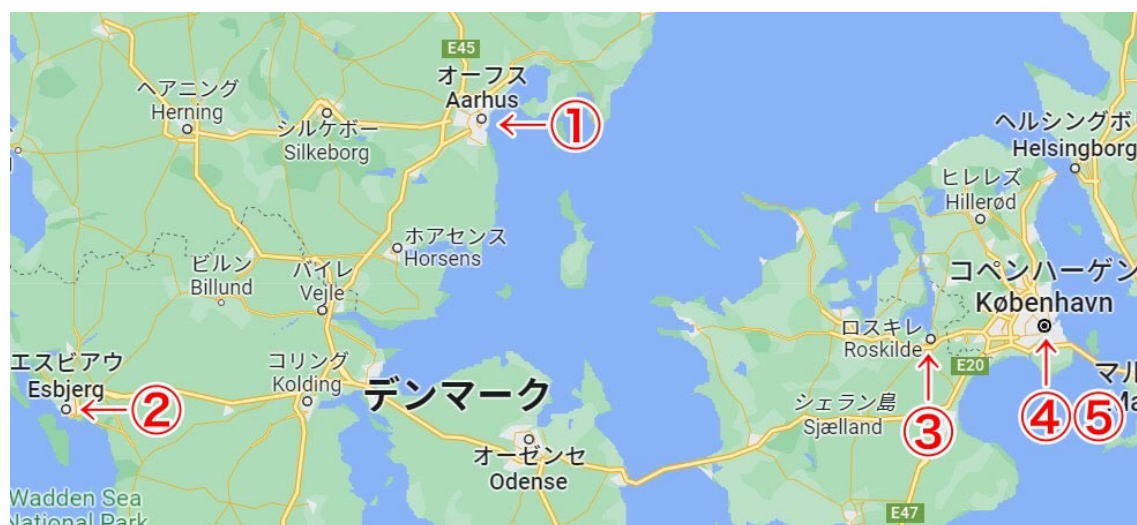 E45
オーフス
Aarhus
①
ヘアニング
Herning
シルケボー
Silkeborg
ヘルシングボ
Helsingborg
ヒレレズ
Hillerød
ホアセンス
Horsens
ビルン
Billund
バイレ
Vejle
コペンハーゲン
København
ロスキレ
Roskilde
E20
エスビアウ
Esbjerg
②
コリング
Kolding
デンマーク
マル
Ma
シェラン島
Sjælland
③
④⑤
オーゼンセ
Odense
Wadden Sea
National Park
E47